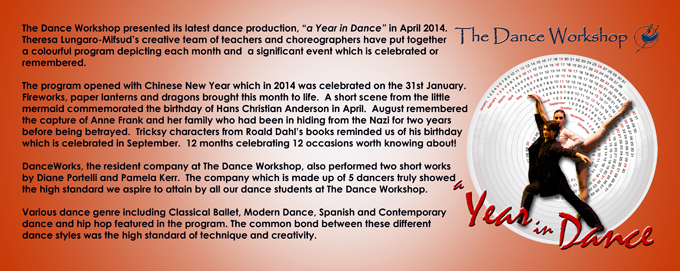 The Dance Workshop presented its latest dance production, "a Year in Dance" in April 2014.
Theresa Lungaro-Mifsud's creative team of teachers and choreographers have put together
a colourful program depicting each month and a significant event which is celebrated or
remembered.
The program opened with Chinese New Year which in 2014 was celebrated on the 31st January.
Fireworks, paper lanterns and dragons brought this month to life. A short scene from the little
mermaid commemorated the birthday of Hans Christian Anderson in April. August remembered
the capture of Anne Frank and her family who had been in hiding from the Nazi for two years
before being betrayed. Tricksy characters from Roald Dahl's books reminded us of his birthday
which is celebrated in September. 12 months celebrating 12 occasions worth knowing about!
DanceWorks, the resident company at The Dance Workshop, also performed two short works
by Diane Portelli and Pamela Kerr. The company which is made up of 5 dancers truly showed
the high standard we aspire to attain by all our dance students at The Dance Workshop.
Various dance genre including Classical Ballet, Modern Dance, Spanish and Contemporary
dance and hip hop featured in the program. The common bond between these different
dance styles was the high standard of technique and creativity.
The Dance Workshop
a Year in Dance